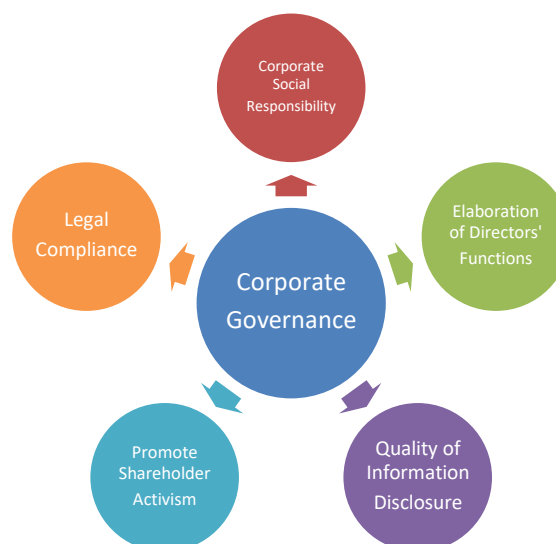 Corporate
Social
Responsibility
Legal
Compliance
Elaboration
of Directors'
Functions
Corporate
Governance
Promote
Shareholder
Activism
Quality of
Information
Disclosure